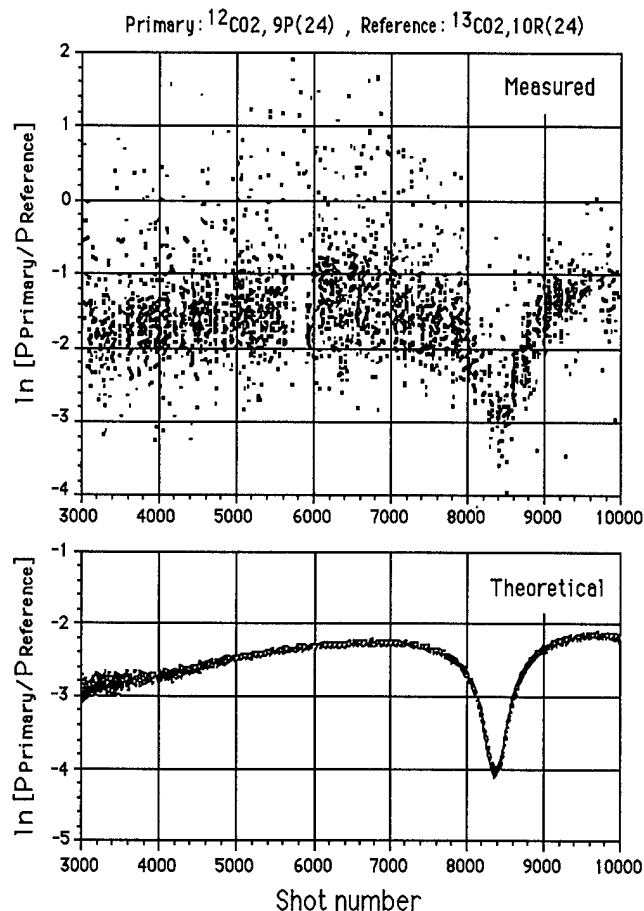 Primary: 12CO2, 9P(24) , Reference: 13CO2,10R(24)
2
Measured
1
0
-1
-2
-3
-4
ln [PPrimary/PReference]
3000 4000 5000 6000 7000 8000 9000 10000
-1
Theoretical
-2
-3
-4
-5
ln [PPrimary/PReference]
3000 4000 5000 6000 7000 8000 9000 10000
Shot number